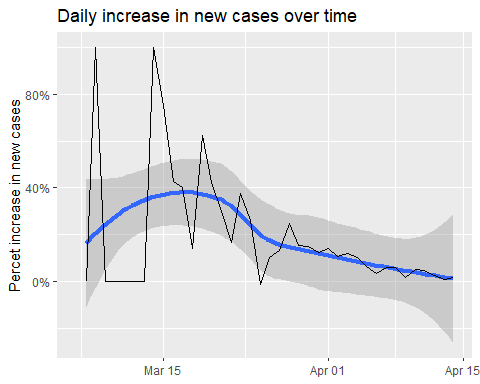 Daily increase in new cases over time
Percet increase in new cases
80%
40%
0%
Mar 15
Apr 01
Apr 15